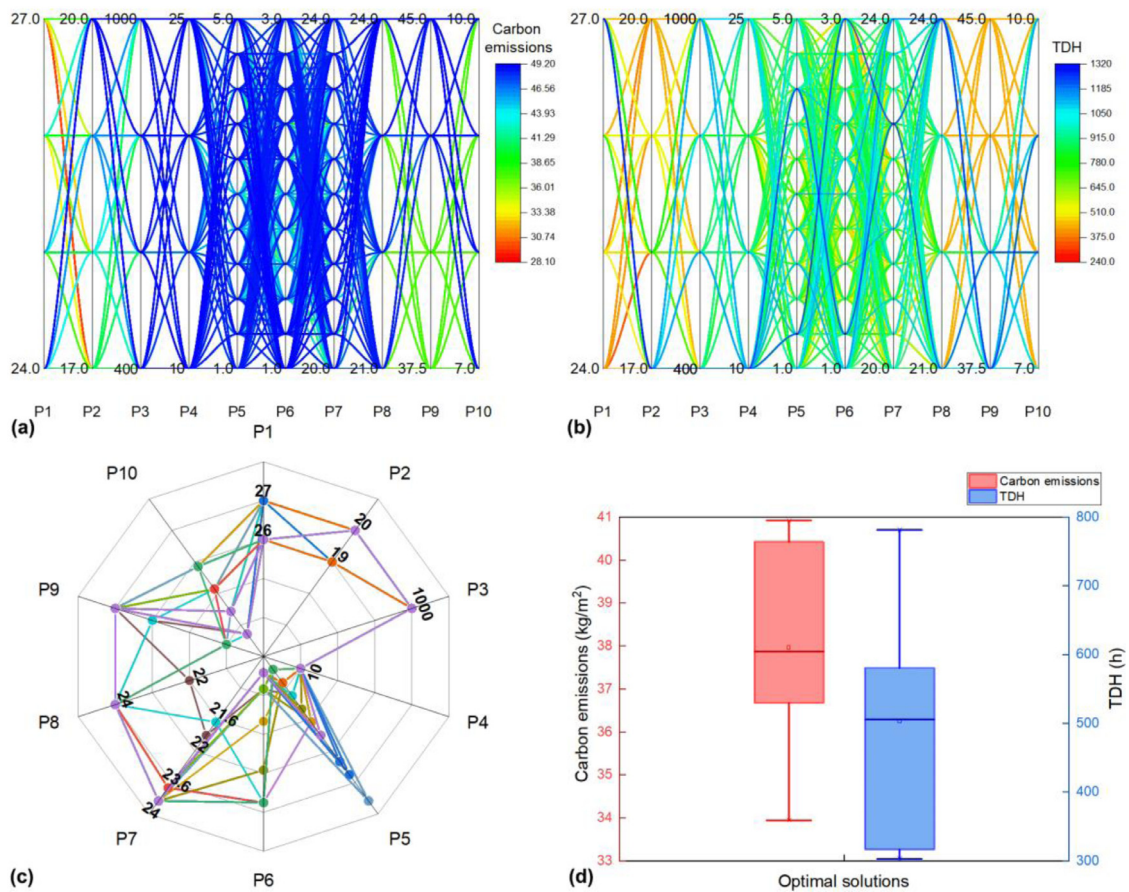 27.0 20.0 1000 25 5.0 3.0 24.0 24.0 45.0 10.0
Carbon
emissions
49.20
46.56
43.93
41.29
38.65
36.01
33.38
30.74
28.10
24.0 17.0 400 10 1.0 1.0 20.0 21.0 37.5 7.0
P1 P2 P3 P4 P5 P6 P7 P8 P9 P10
(a)
27.0 20.0 1000 25 5.0 3.0 24.0 24.0 45.0 10.0
TDH
1320
1185
1050
915.0
780.0
645.0
510.0
375.0
240.0
24.0 17.0 400 10 5.0 1.0 20.0 21.0 37.5 7.0
P1 P2 P3 P4 P5 P6 P7 P8 P9 P10
(b)
P1
P10 P2
27 20
26 19
P9 P3
1000
10
22
P8 P4
24
21.6
22
23.6
24
P7 P5
P6
(c)
Carbon emissions
TDH
41
40
39
38
37
36
35
34
33
Carbon emissions (kg/m²)
800
700
600
500
400
300
TDH (h)
Optimal solutions
(d)